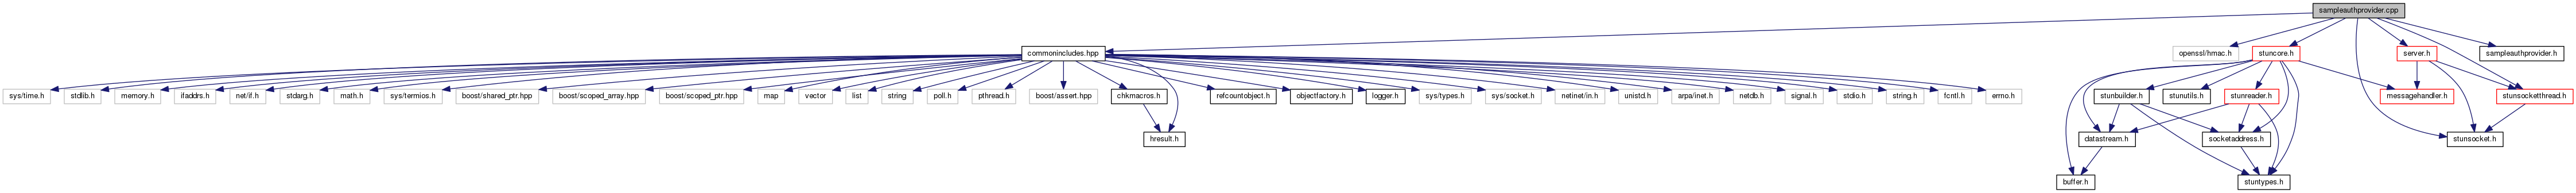 sampleauthprovider.cpp
commonincludes.hpp
openssl/hmac.h
stuncore.h
server.h
sampleauthprovider.h
sys/time.h
stdlib.h
memory.h
ifaddrs.h
net/if.h
stdarg.h
math.h
sys/termios.h
boost/shared_ptr.hpp
boost/scoped_array.hpp
boost/scoped_ptr.hpp
map
vector
list
string
poll.h
pthread.h
boost/assert.hpp
chkmacros.h
refcountobject.h
objectfactory.h
logger.h
sys/types.h
sys/socket.h
netinet/in.h
unistd.h
arpa/inet.h
netdb.h
signal.h
stdio.h
string.h
fcntl.h
errno.h
stunbuilder.h
stunutils.h
stunreader.h
messagehandler.h
stunsocketthread.h
hresult.h
datastream.h
socketaddress.h
stunsocket.h
buffer.h
stuntypes.h